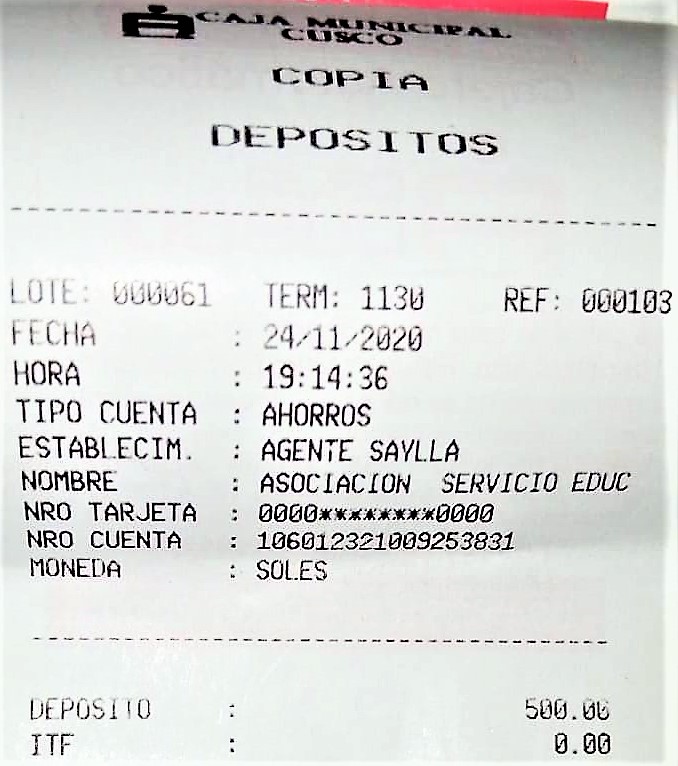 CAJA MUNICIPAL
CUSCO
COPIA
DEPOSITOS
LOTE: 000061 TERM: 1130 REF: 000103
FECHA : 24/11/2020
HORA : 19:14:36
TIPO CUENTA : AHORROS
ESTABLECIM. : AGENTE SAYLLA
NOMBRE : ASOCIACION SERVICIO EDUC
NRO TARJETA : 0000********0000
NRO CUENTA : 106012321009253831
MONEDA : SOLES
DEPOSITO : 500.00
ITF : 0.00